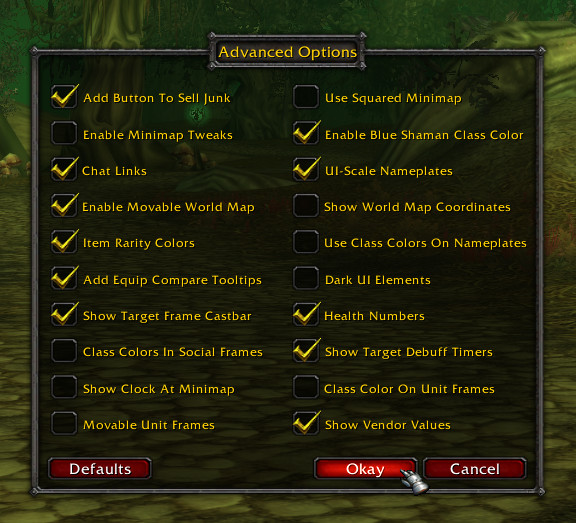 Advanced Options
Add Button To Sell Junk
Use Squared Minimap
Enable Minimap Tweaks
Enable Blue Shaman Class Color
Chat Links
UI-Scale Nameplates
Enable Movable World Map
Show World Map Coordinates
Item Rarity Colors
Use Class Colors On Nameplates
Add Equip Compare Tooltips
Dark UI Elements
Show Target Frame Castbar
Health Numbers
Class Colors In Social Frames
Show Target Debuff Timers
Show Clock At Minimap
Class Color On Unit Frames
Movable Unit Frames
Show Vendor Values
Defaults
Okay
Cancel